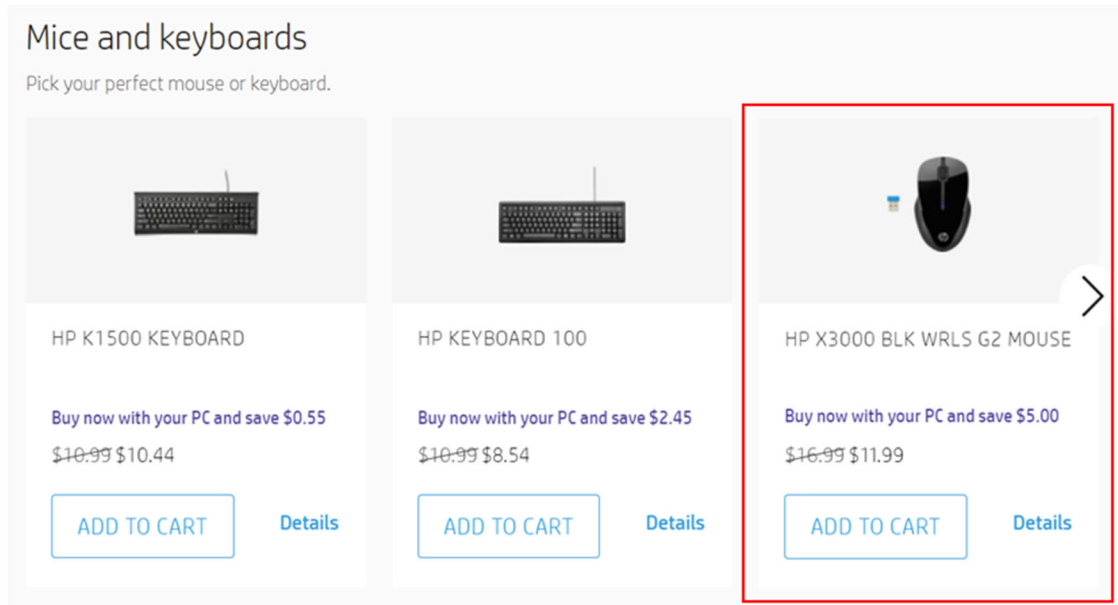 Mice and keyboards
Pick your perfect mouse or keyboard.
HP K1500 KEYBOARD
Buy now with your PC and save $0.55
$10.99 $10.44
ADD TO CART
Details
HP KEYBOARD 100
Buy now with your PC and save $2.45
$10.99 $8.54
ADD TO CART
Details
HP X3000 BLK WRLS G2 MOUSE
Buy now with your PC and save $5.00
$16.99 $11.99
ADD TO CART
Details